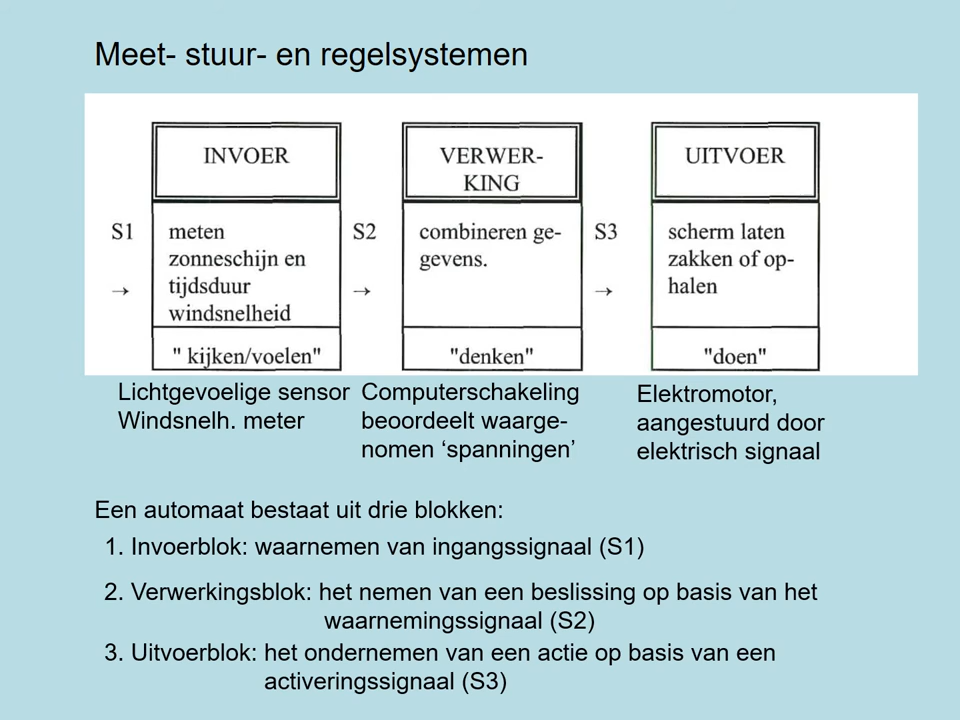 Meet- stuur- en regelsystemen
INVOER
VERWER-
KING
UITVOER
S1
→
meten
zonneschijn en
tijdsduur
windsnelheid
S2
→
combineren ge-
gevens.
S3
→
scherm laten
zakken of op-
halen
" kijken/voelen"
"denken"
"doen"
Lichtgevoelige sensor
Windsnelh. meter
Computerschakeling
beoordeelt waarge-
nomen ‘spanningen’
Elektromotor,
aangestuurd door
elektrisch signaal
Een automaat bestaat uit drie blokken:
1. Invoerblok: waarnemen van ingangssignaal (S1)
2. Verwerkingsblok: het nemen van een beslissing op basis van het
waarnemingssignaal (S2)
3. Uitvoerblok: het ondernemen van een actie op basis van een
activeringssignaal (S3)